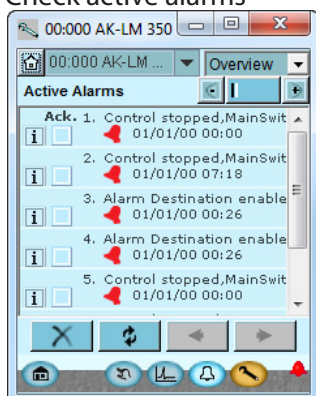 Check active alarms
00:000 AK-LM 350
00:000 AK-LM ... Overview
Active Alarms
Ack. 1. Control stopped,MainSwit
01/01/00 00:00
2. Control stopped,MainSwit
01/01/00 07:18
3. Alarm Destination enable
01/01/00 00:26
4. Alarm Destination enable
01/01/00 00:26
5. Control stopped,MainSwit
01/01/00 00:00